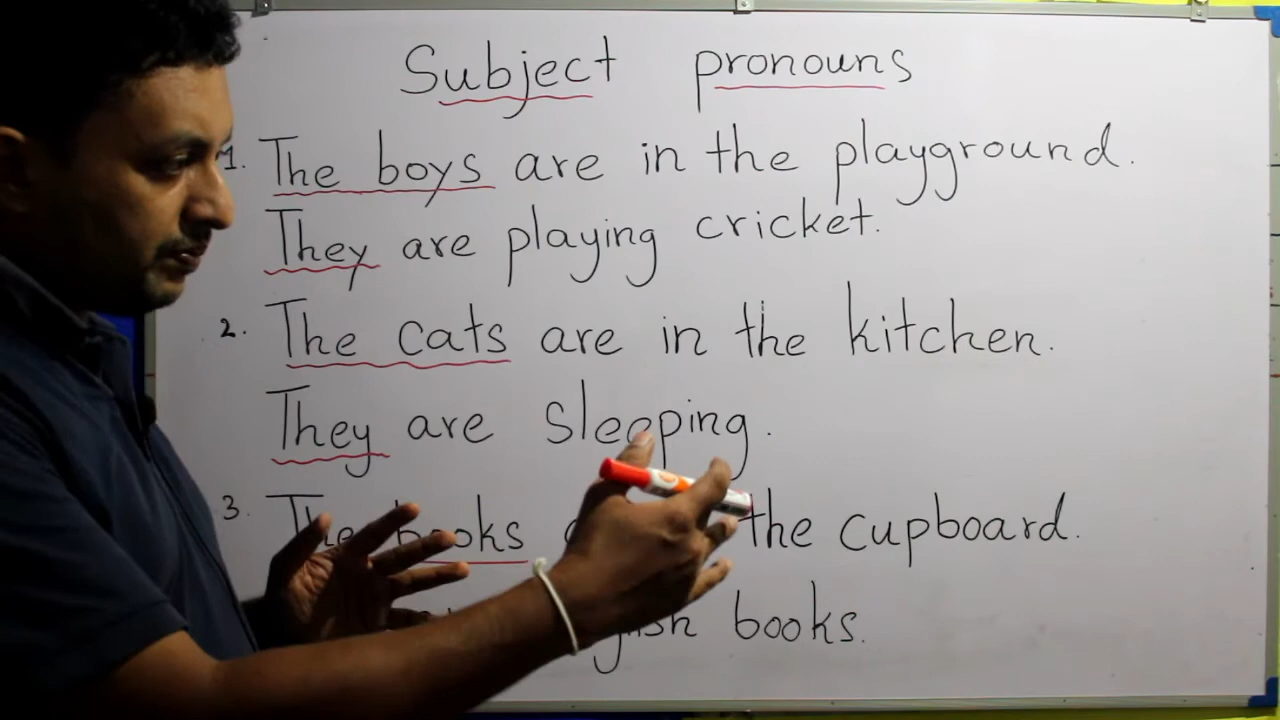 Subject pronouns
1. The boys are in the playground.
They are playing cricket.
2. The cats are in the kitchen.
They are sleeping.
3. The books the cupboard.
books.